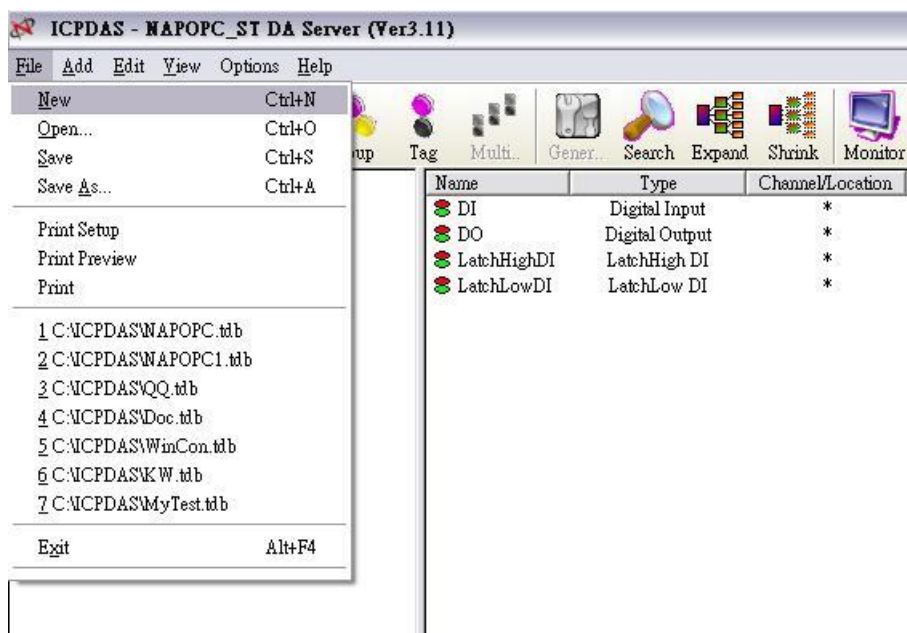 ICPDAS - NAPOPC_ST DA Server (Ver3.11)
File Add Edit View Options Help
New Ctrl+N
Open... Ctrl+O
Save Ctrl+S
Save As... Ctrl+A
Print Setup
Print Preview
Print
1 C:\ICPDAS\NAPOPC.tdb
2 C:\ICPDAS\NAPOPC1.tdb
3 C:\ICPDAS\QQ.tdb
4 C:\ICPDAS\Doc.tdb
5 C:\ICPDAS\WinCon.tdb
6 C:\ICPDAS\KW.tdb
7 C:\ICPDAS\MyTest.tdb
Exit Alt+F4
up Tag Multi.. Gener.. Search Expand Shrink Monitor
Name Type Channel/Location
DI Digital Input *
DO Digital Output *
LatchHighDI LatchHigh DI *
LatchLowDI LatchLow DI *